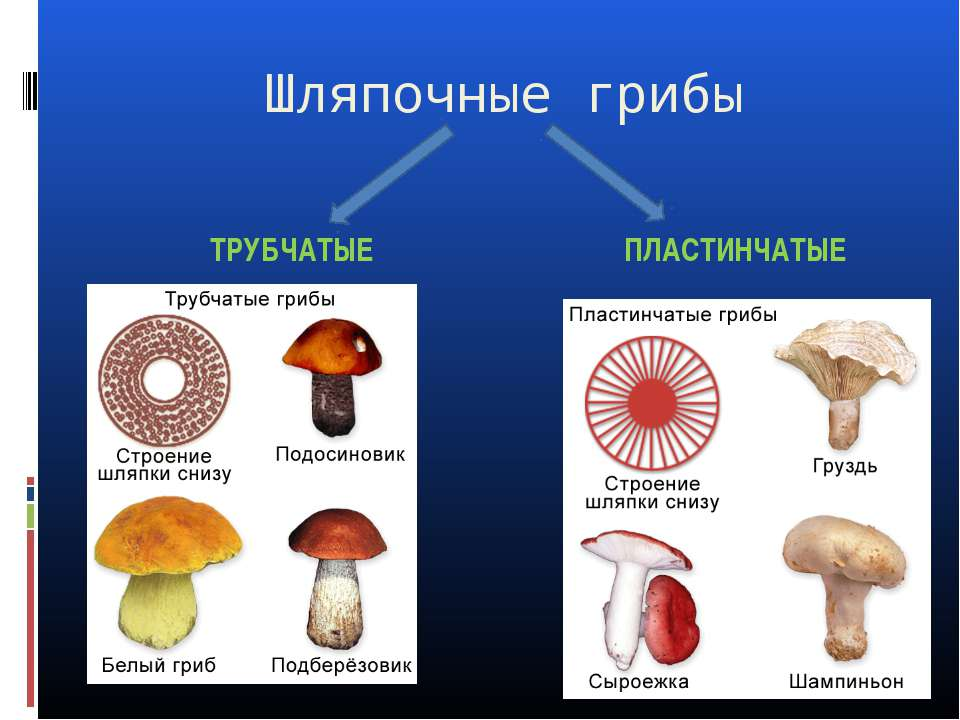 Шляпочные грибы
ТРУБЧАТЫЕ
ПЛАСТИНЧАТЫЕ
Трубчатые грибы
Строение
шляпки снизу
Подосиновик
Белый гриб
Подберёзовик
Пластинчатые грибы
Строение
шляпки снизу
Груздь
Сыроежка
Шампиньон